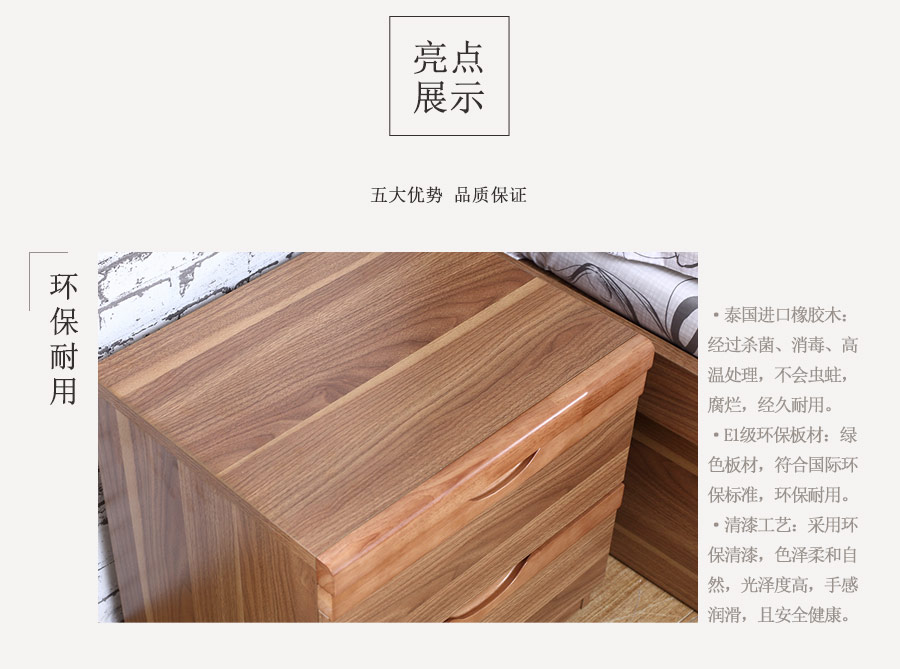 亮点
展示
五大优势 品质保证
环保耐用
·泰国进口橡胶木：
经过杀菌、消毒、高
温处理，不会虫蛀，
腐烂，经久耐用。
·E1级环保板材：绿
色板材，符合国际环
保标准，环保耐用。
·清漆工艺：采用环
保清漆，色泽柔和自
然，光泽度高，手感
润滑，且安全健康。